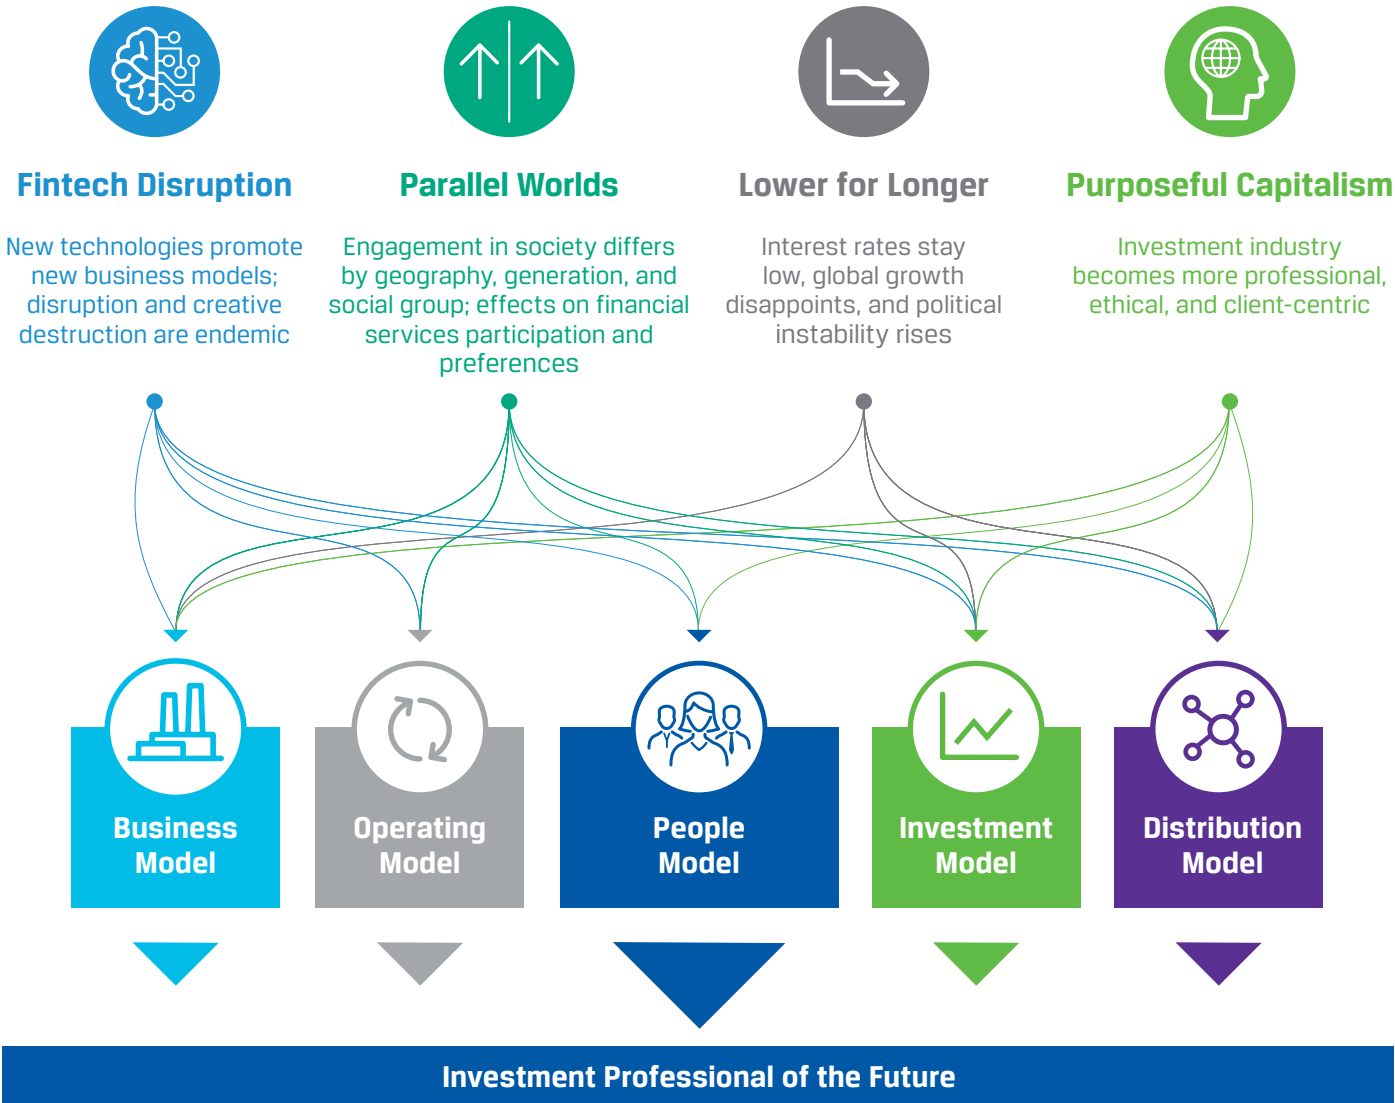 Fintech Disruption
New technologies promote
new business models;
disruption and creative
destruction are endemic
Parallel Worlds
Engagement in society differs
by geography, generation, and
social group; effects on financial
services participation and
preferences
Lower for Longer
Interest rates stay
low, global growth
disappoints, and political
instability rises
Purposeful Capitalism
Investment industry
becomes more professional,
ethical, and client-centric
Business
Model
Operating
Model
People
Model
Investment
Model
Distribution
Model
Investment Professional of the Future